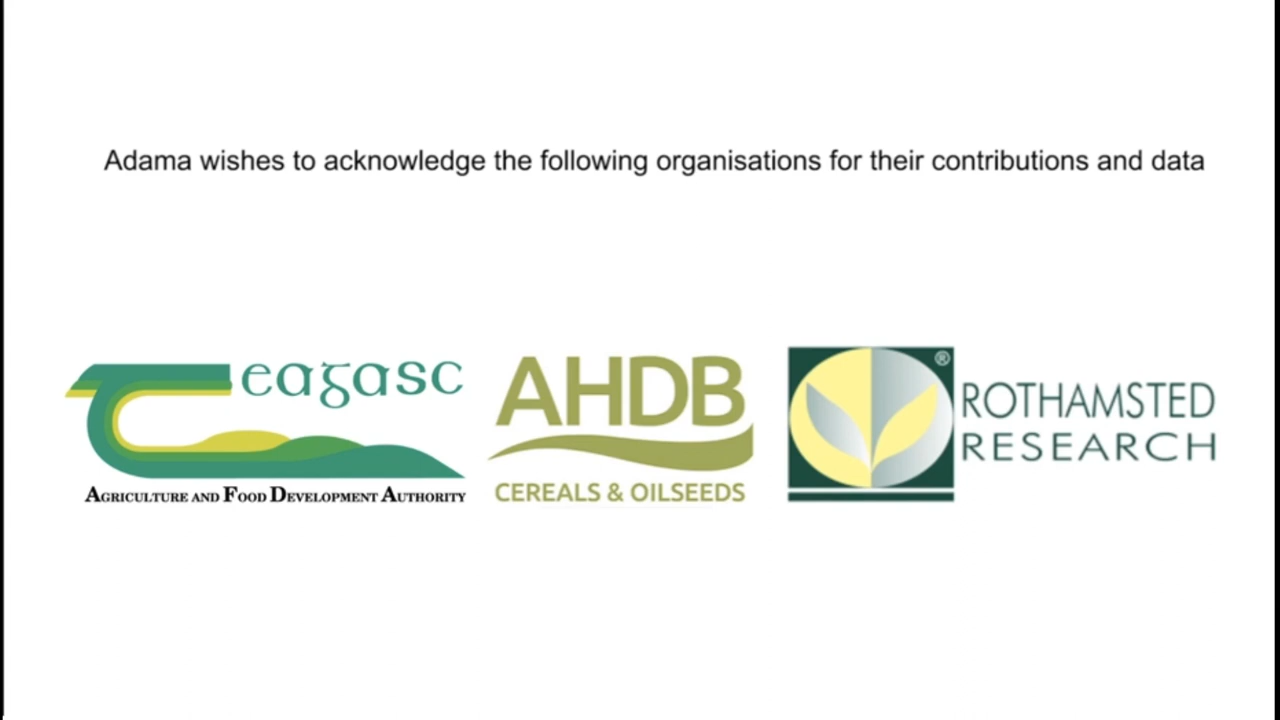 Adama wishes to acknowledge the following organisations for their contributions and data
Teagasc
AGRICULTURE AND FOOD DEVELOPMENT AUTHORITY
AHDB
CEREALS & OILSEEDS
®
ROTHAMSTED
RESEARCH